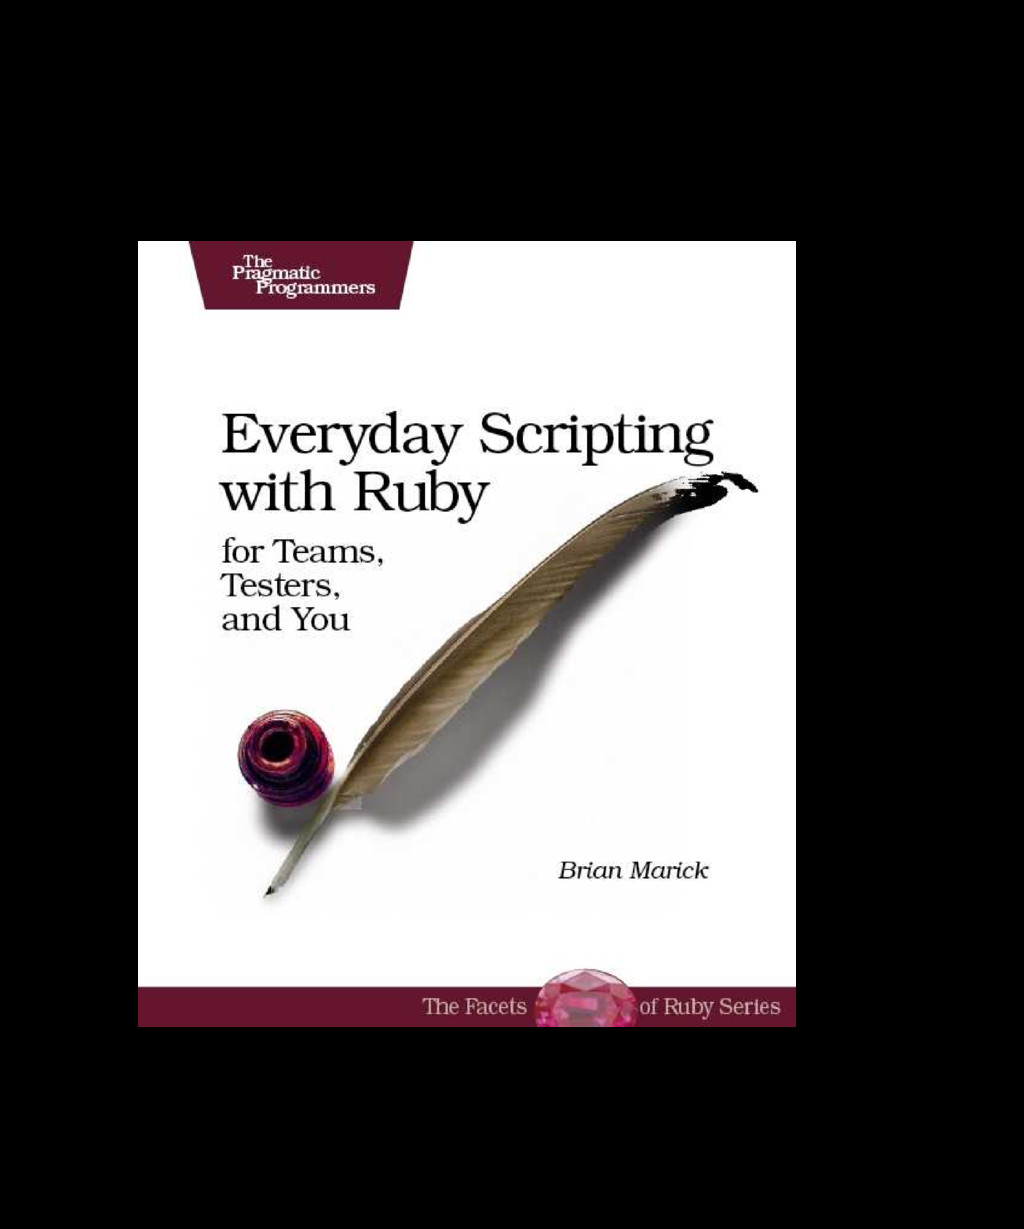 The
Pragmatic
Programmers
Everyday Scripting
with Ruby
for Teams,
Testers,
and You
Brian Marick
The Facets of Ruby Series